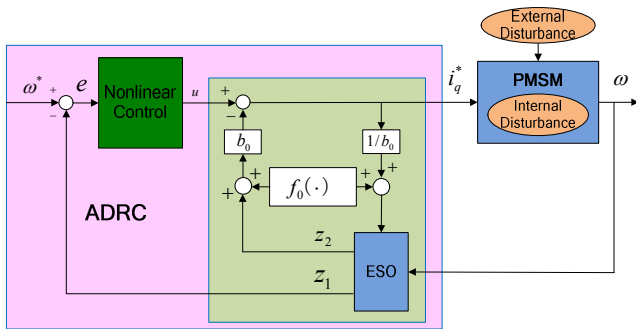 External
Disturbance
ω*
+
−
e
Nonlinear
Control
u
+
−
i_q^*
PMSM
Internal
Disturbance
ω
b_0
1/b_0
+
+
f_0(·)
+
+
ADRC
z_2
z_1
ESO